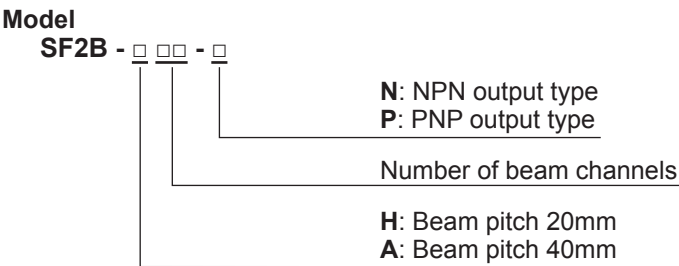 Model
SF2B - □ □□ - □
N: NPN output type
P: PNP output type
Number of beam channels
H: Beam pitch 20mm
A: Beam pitch 40mm